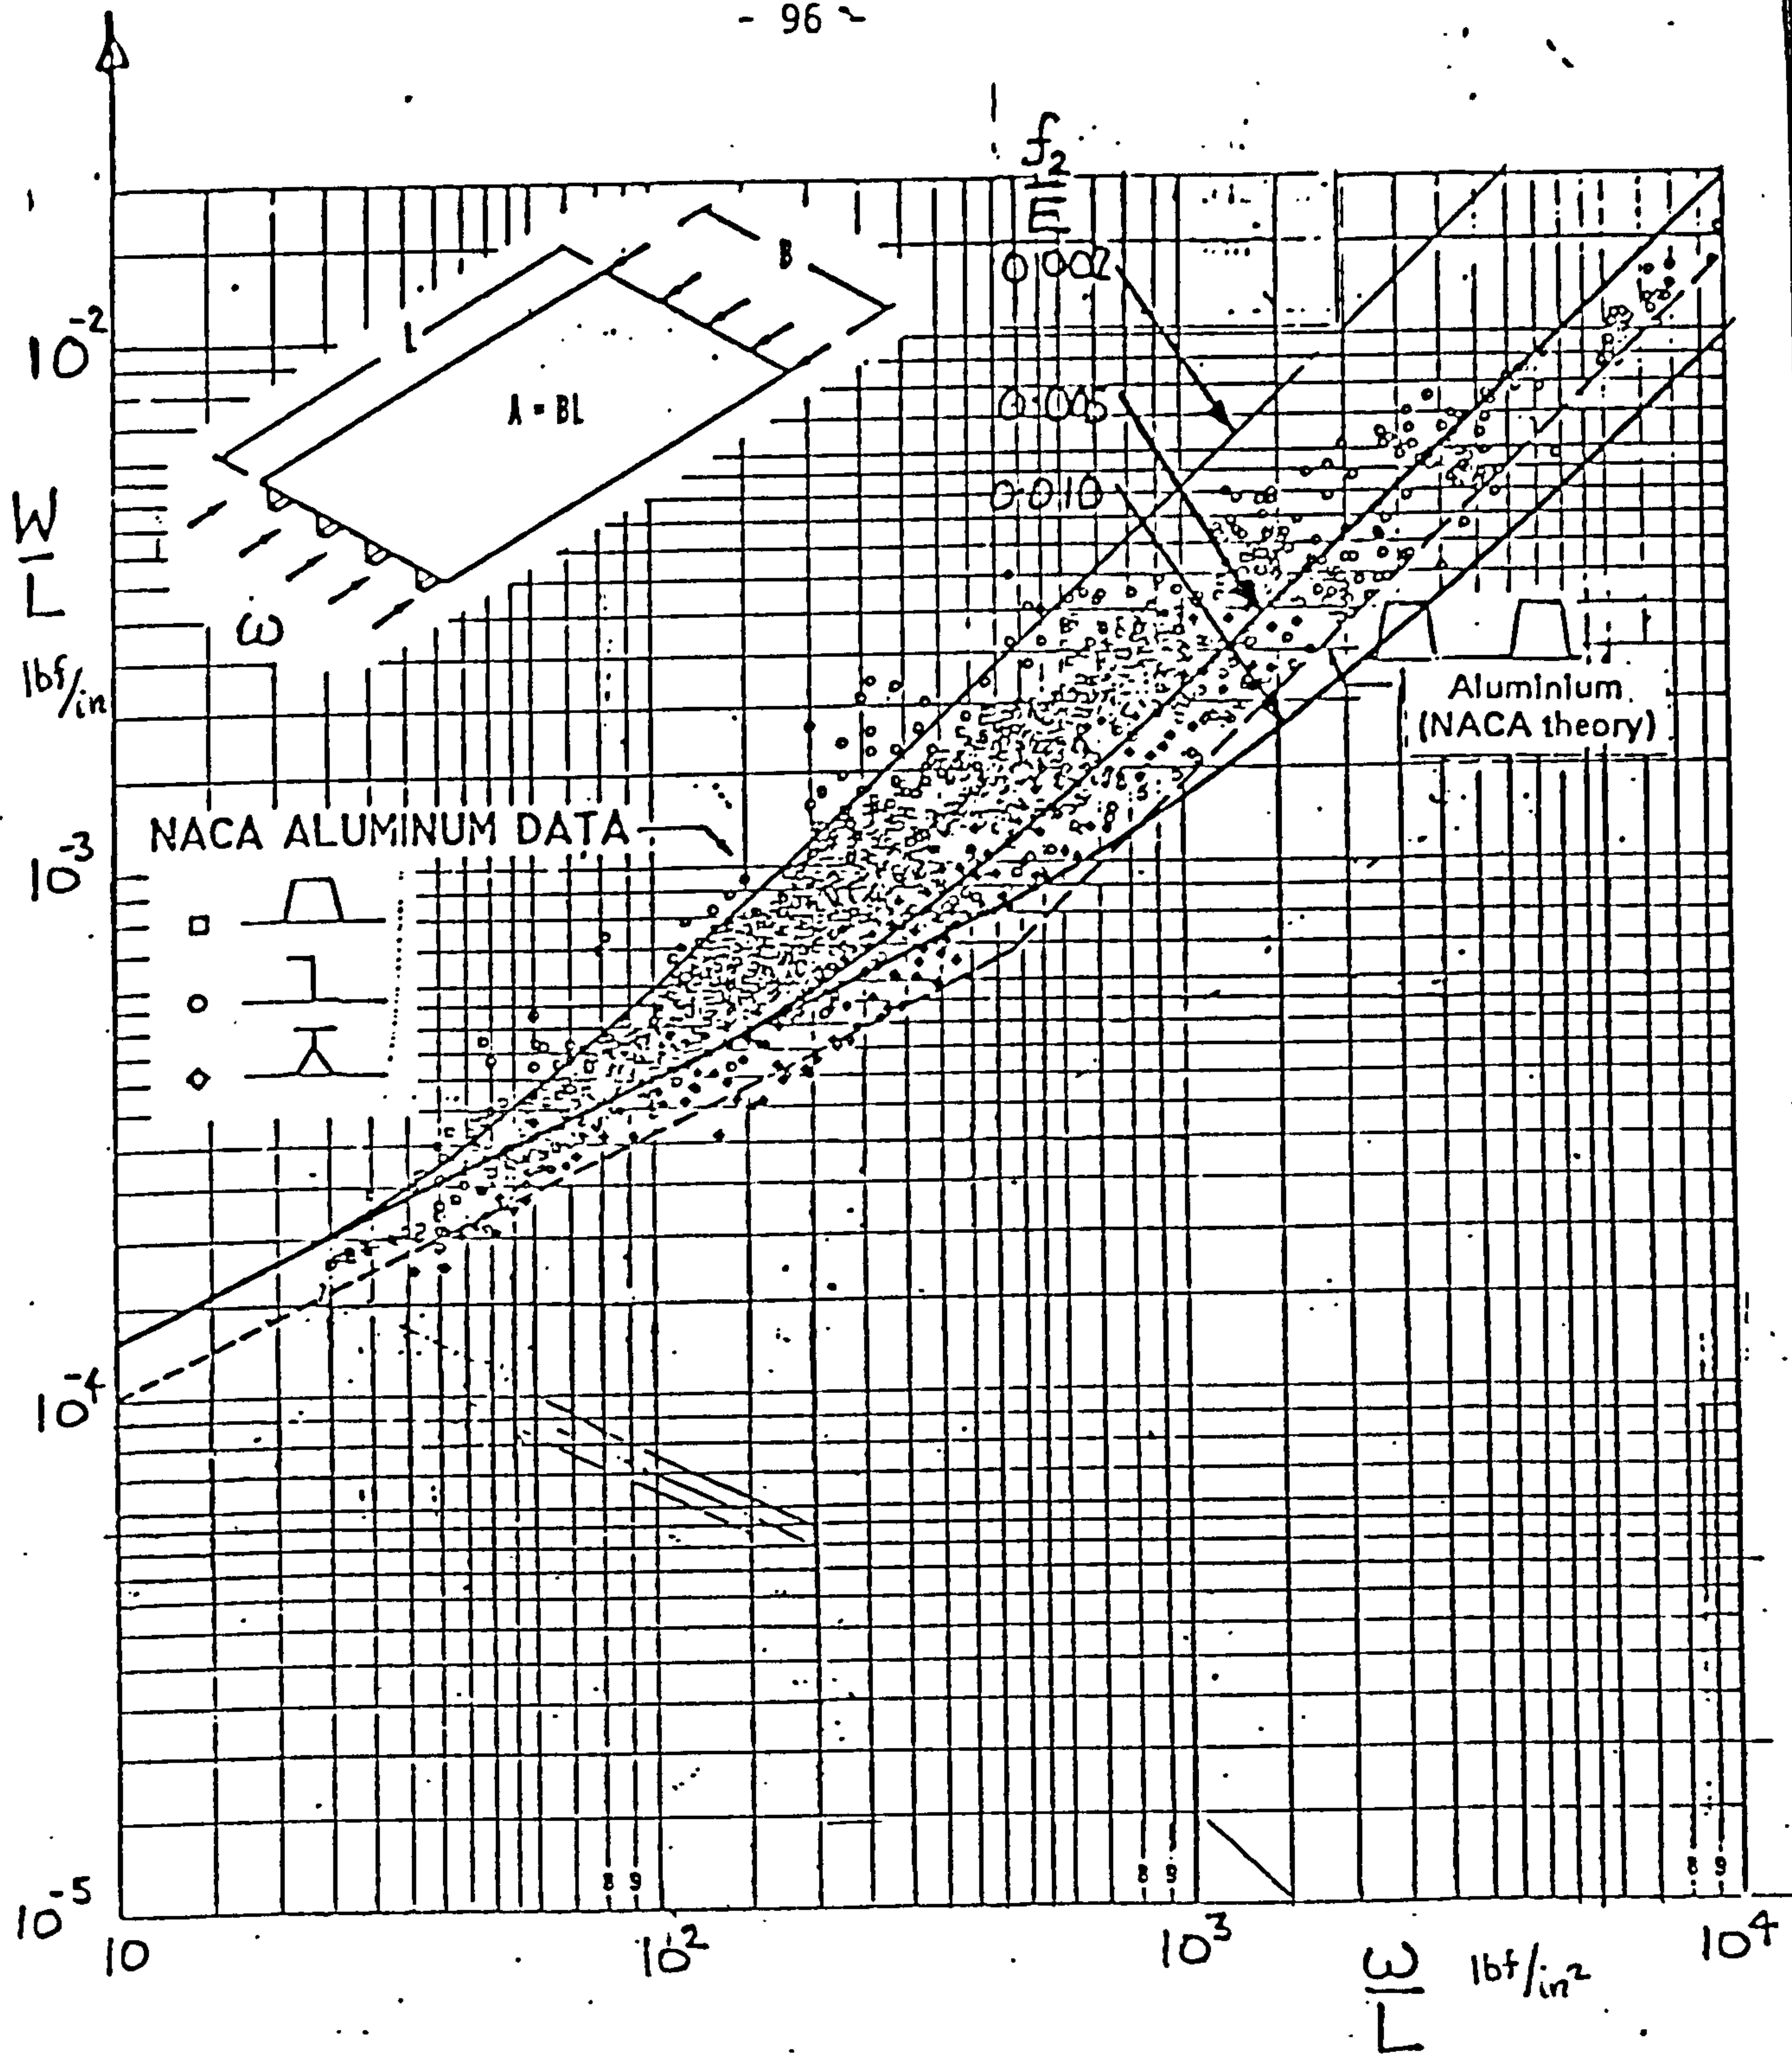 - 96 -
f₂/E
0.002
0.005
0.010
B
L
A = BL
ω
W/L
lbf/in
10⁻²
10⁻³
10⁻⁴
10⁻⁵
NACA ALUMINUM DATA
Aluminium
(NACA theory)
8 9
8 9
8 9
10
10²
10³
10⁴
ω/L lbf/in²